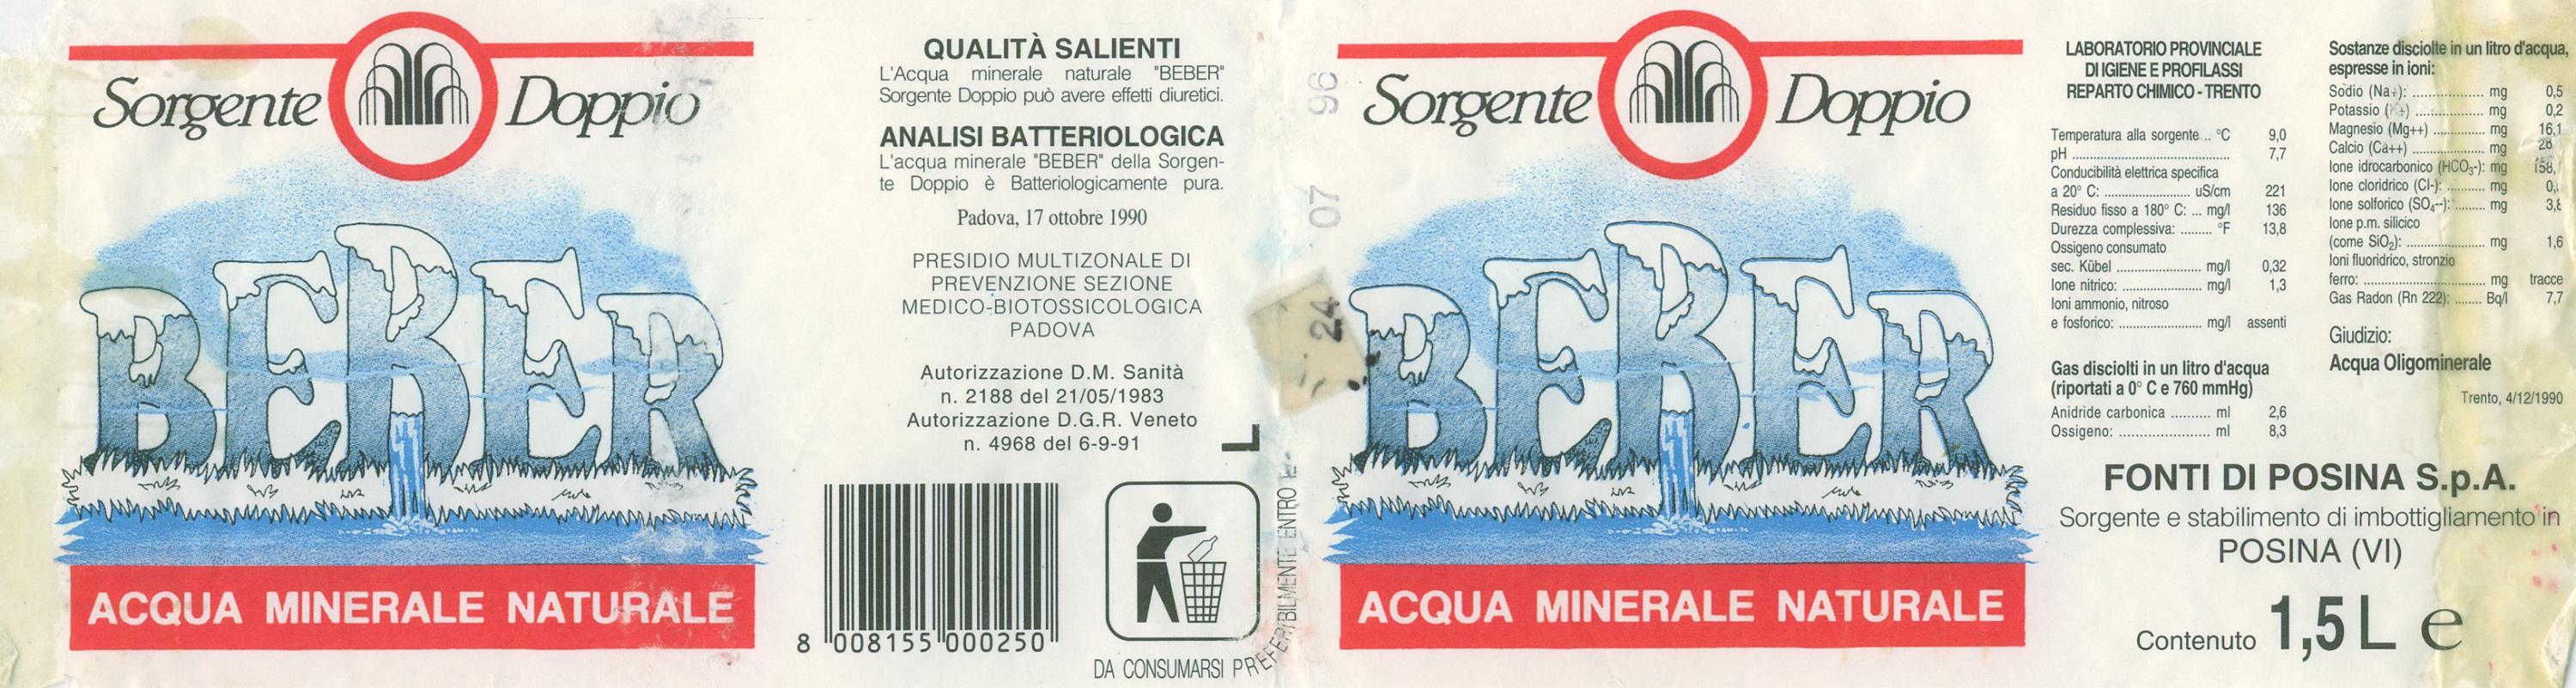 Sorgente Doppio
BEBER
ACQUA MINERALE NATURALE
QUALITÀ SALIENTI
L'Acqua minerale naturale "BEBER"
Sorgente Doppio può avere effetti diuretici.
ANALISI BATTERIOLOGICA
L'acqua minerale "BEBER" della Sorgen-
te Doppio è Batteriologicamente pura.
Padova, 17 ottobre 1990
PRESIDIO MULTIZONALE DI
PREVENZIONE SEZIONE
MEDICO-BIOTOSSICOLOGICA
PADOVA
Autorizzazione D.M. Sanità
n. 2188 del 21/05/1983
Autorizzazione D.G.R. Veneto
n. 4968 del 6-9-91
L
8 008155 000250
DA CONSUMARSI PREFERIBILMENTE ENTRO IL
24 07 96
Sorgente Doppio
BEBER
ACQUA MINERALE NATURALE
LABORATORIO PROVINCIALE
DI IGIENE E PROFILASSI
REPARTO CHIMICO - TRENTO
Temperatura alla sorgente .. °C 9,0
pH ........ 7,7
Conducibilità elettrica specifica
a 20° C: ........ uS/cm 221
Residuo fisso a 180° C: ... mg/l 136
Durezza complessiva: ........ °F 13,8
Ossigeno consumato
sec. Kübel ........ mg/l 0,32
Ione nitrico: ........ mg/l 1,3
Ioni ammonio, nitroso
e fosforico: ........ mg/l assenti
Gas disciolti in un litro d'acqua
(riportati a 0° C e 760 mmHg)
Anidride carbonica ........ ml 2,6
Ossigeno: ........ ml 8,3
Sostanze disciolte in un litro d'acqua,
espresse in ioni:
Sodio (Na+): ........ mg 0,5
Potassio (K+) ........ mg 0,2
Magnesio (Mg++) ........ mg 16,1
Calcio (Ca++) ........ mg 28
Ione idrocarbonico (HCO₃-): mg 158,
Ione cloridrico (Cl-): ........ mg 0,
Ione solforico (SO₄--): ........ mg 3,
Ione p.m. silicico
(come SiO₂): ........ mg 1,6
Ioni fluoridrico, stronzio
ferro: ........ mg tracce
Gas Radon (Rn 222): ....... Bq/l 7,7
Giudizio:
Acqua Oligominerale
Trento, 4/12/1990
FONTI DI POSINA S.p.A.
Sorgente e stabilimento di imbottigliamento in
POSINA (VI)
Contenuto 1,5 L e